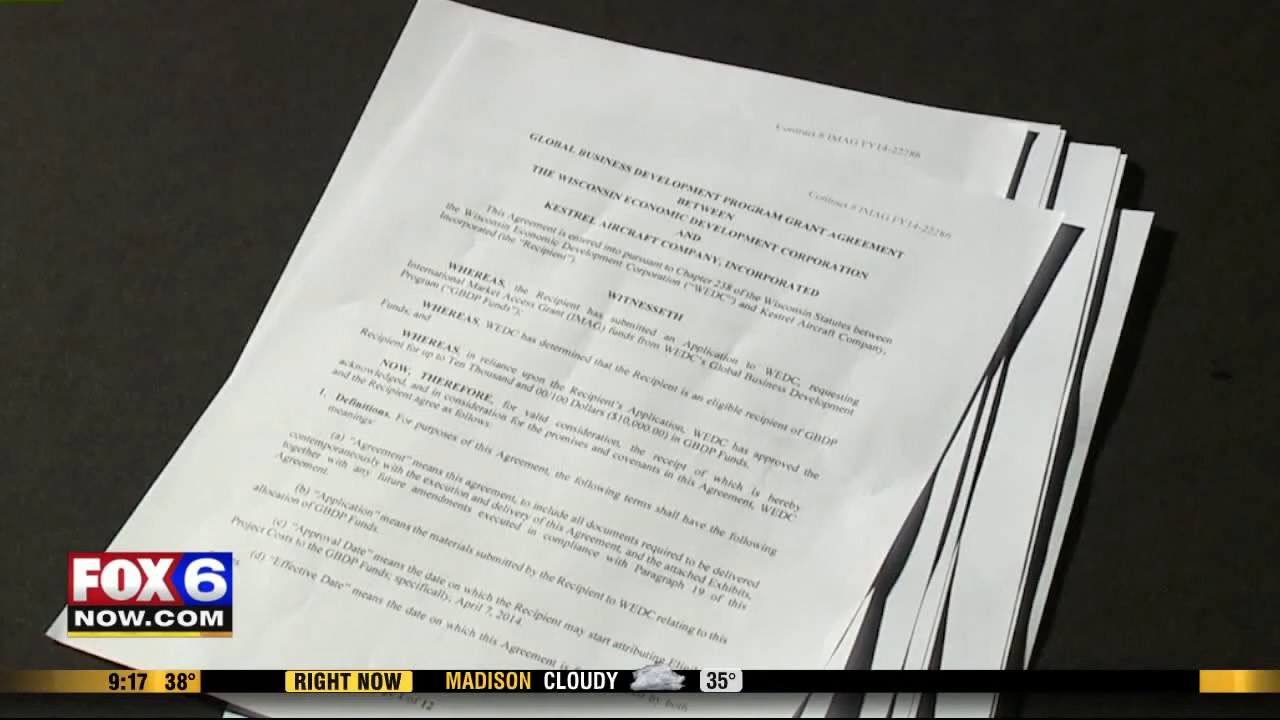 Contract # IMAG FY14-22286
Contract # IMAG FY14-22286
GLOBAL BUSINESS DEVELOPMENT PROGRAM GRANT AGREEMENT
BETWEEN
THE WISCONSIN ECONOMIC DEVELOPMENT CORPORATION
AND
KESTREL AIRCRAFT COMPANY, INCORPORATED
This Agreement is entered into pursuant to Chapter 238 of the Wisconsin Statutes between
the Wisconsin Economic Development Corporation ("WEDC") and Kestrel Aircraft Company,
Incorporated (the "Recipient").
WITNESSETH
WHEREAS, the Recipient has submitted an Application to WEDC, requesting
International Market Access Grant (IMAG) funds from WEDC's Global Business Development
Program ("GBDP Funds");
WHEREAS, WEDC has determined that the Recipient is an eligible recipient of GBDP
Funds; and
WHEREAS, in reliance upon the Recipient's Application, WEDC has approved the
Recipient for up to Ten Thousand and 00/100 Dollars ($10,000.00) in GBDP Funds.
NOW, THEREFORE, for valid consideration, the receipt of which is hereby
acknowledged, and in consideration for the promises and covenants in this Agreement, WEDC
and the Recipient agree as follows:
1. Definitions. For purposes of this Agreement, the following terms shall have the following
meanings:
(a) "Agreement" means this agreement, to include all documents required to be delivered
contemporaneously with the execution and delivery of this Agreement, and the attached Exhibits,
together with any future amendments executed in compliance with Paragraph 19 of this
Agreement.
(b) "Application" means the materials submitted by the Recipient to WEDC relating to this
allocation of GBDP Funds.
(c) "Approval Date" means the date on which the Recipient may start attributing
Project Costs to the GBDP Funds; specifically, April 7, 2014.
(d) "Effective Date" means the date on which this Agreement is
by both
of 12
FOX 6
NOW.COM
9:17 38° RIGHT NOW MADISON CLOUDY 35°